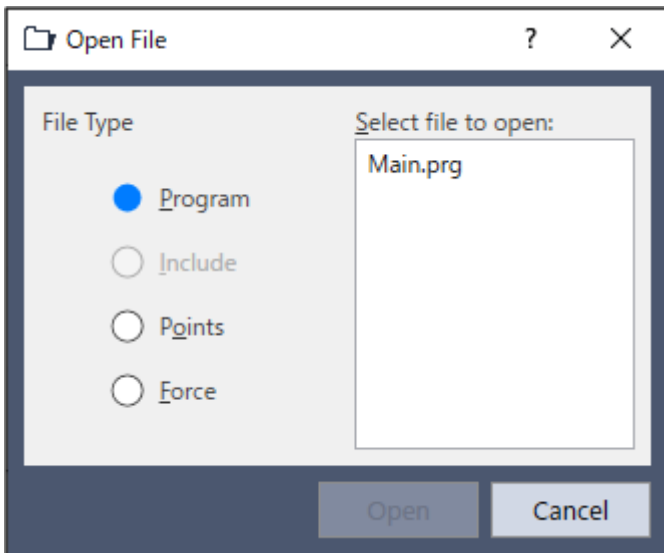 Open File
File Type
Select file to open:
Main.prg
Program
Include
Points
Force
Open
Cancel